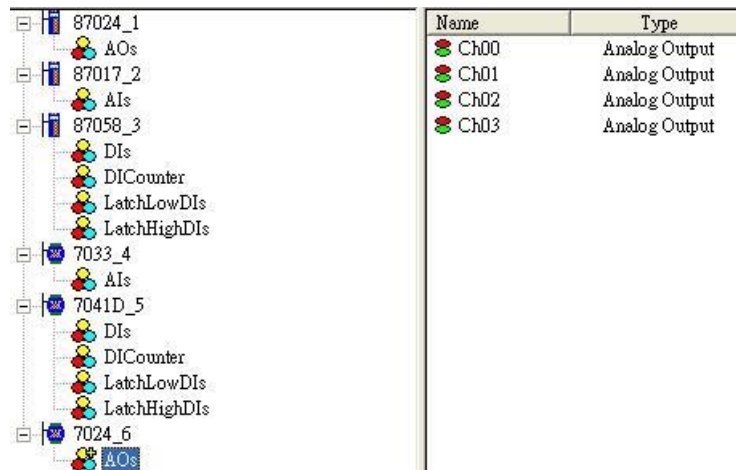 87024_1
AOs
87017_2
AIs
87058_3
DIs
DICounter
LatchLowDIs
LatchHighDIs
7033_4
AIs
7041D_5
DIs
DICounter
LatchLowDIs
LatchHighDIs
7024_6
AOs
Name Type
Ch00 Analog Output
Ch01 Analog Output
Ch02 Analog Output
Ch03 Analog Output